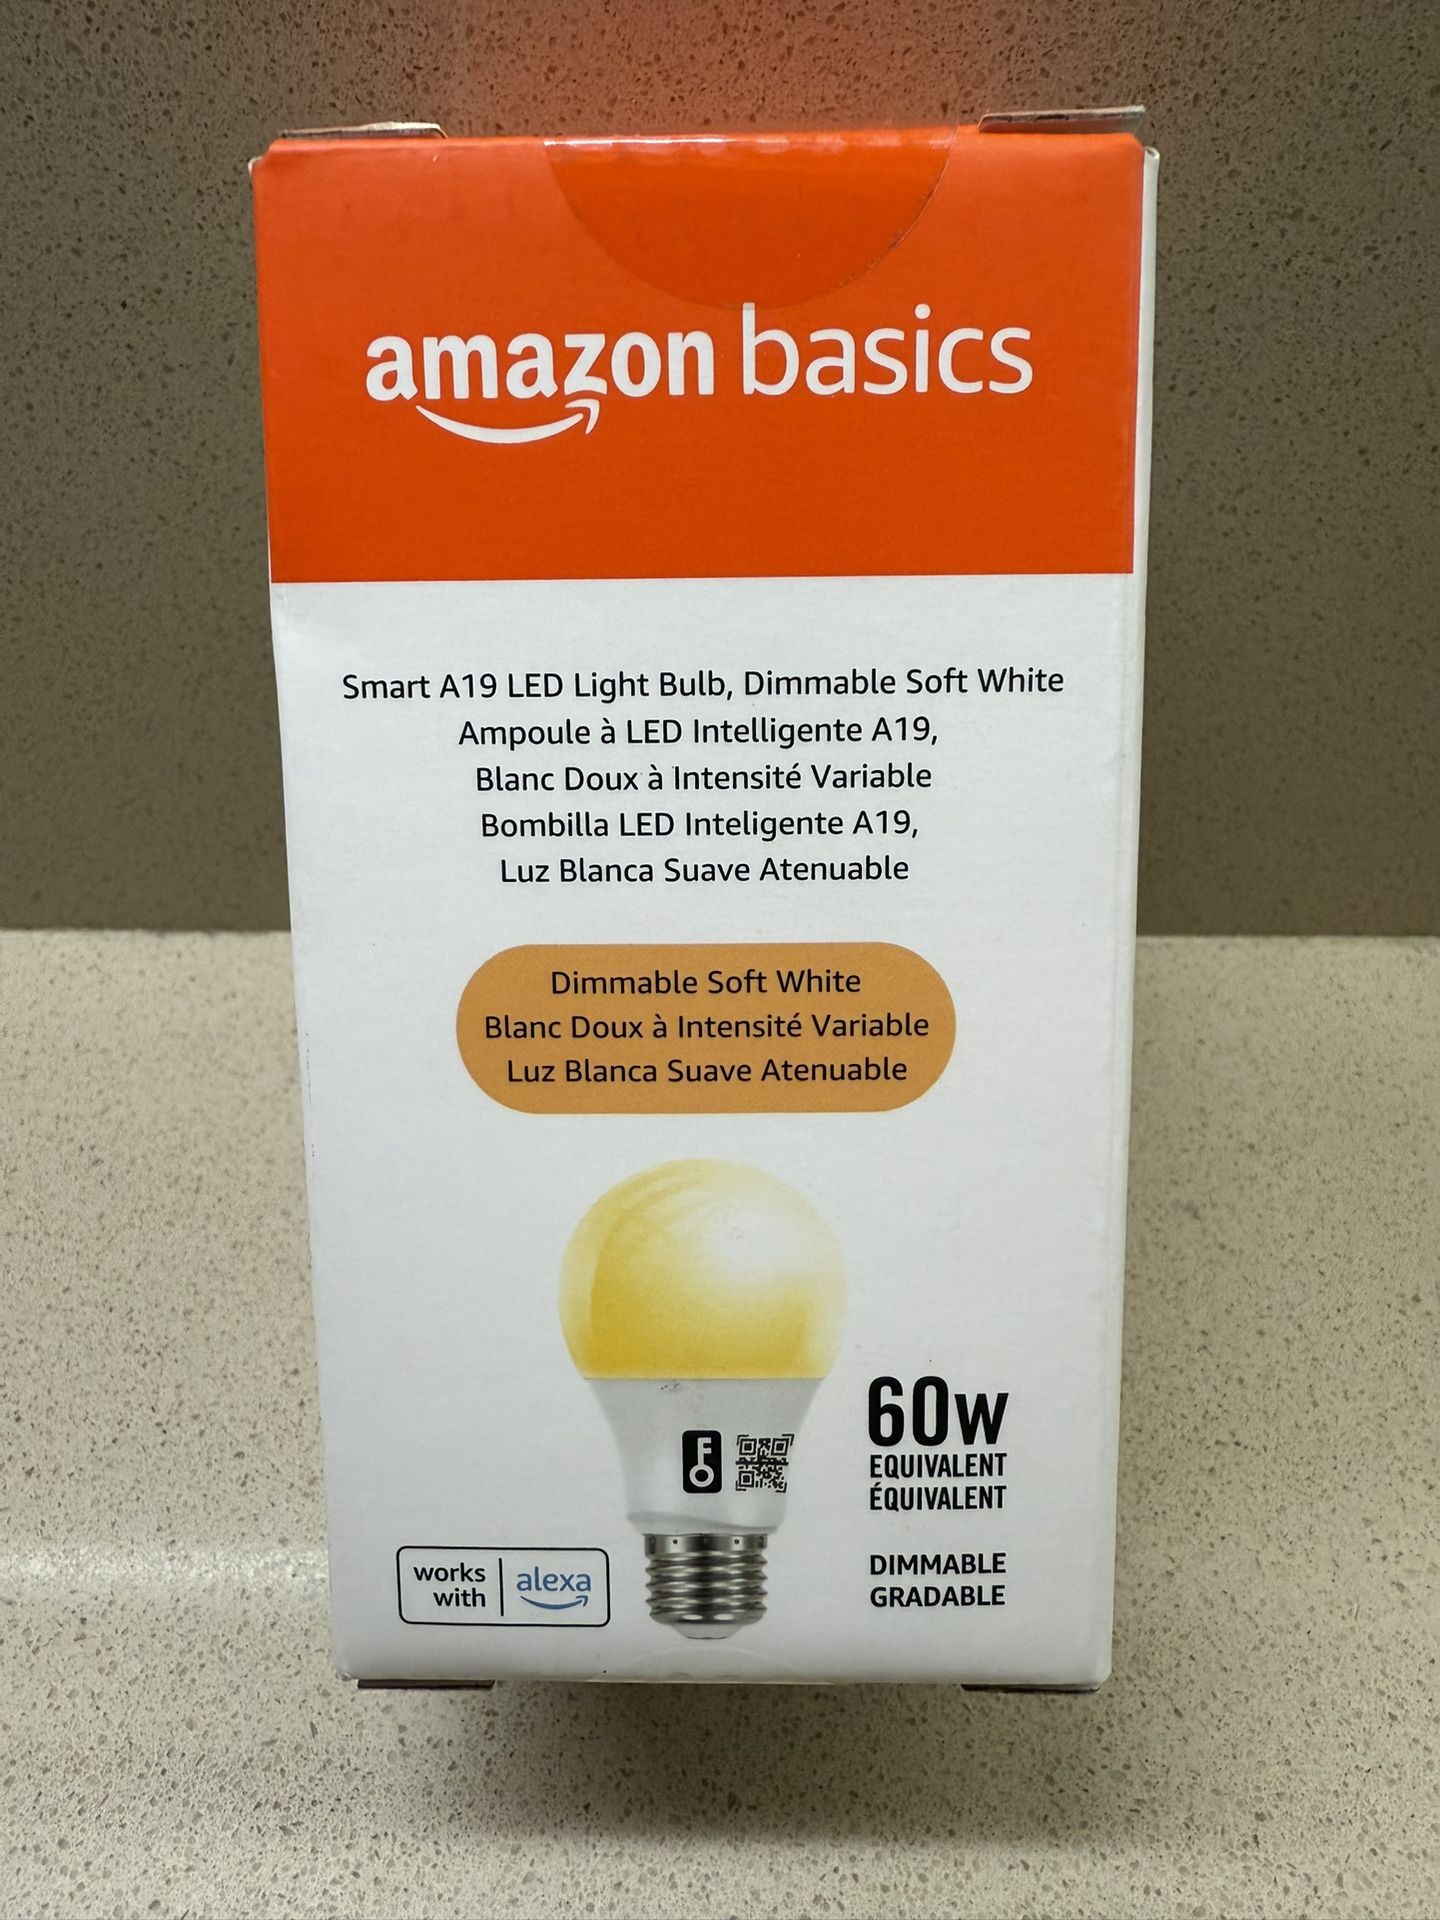 amazon basics
Smart A19 LED Light Bulb, Dimmable Soft White
Ampoule à LED Intelligente A19,
Blanc Doux à Intensité Variable
Bombilla LED Inteligente A19,
Luz Blanca Suave Atenuable
Dimmable Soft White
Blanc Doux à Intensité Variable
Luz Blanca Suave Atenuable
60W
EQUIVALENT
ÉQUIVALENT
works
with
alexa
DIMMABLE
GRADABLE